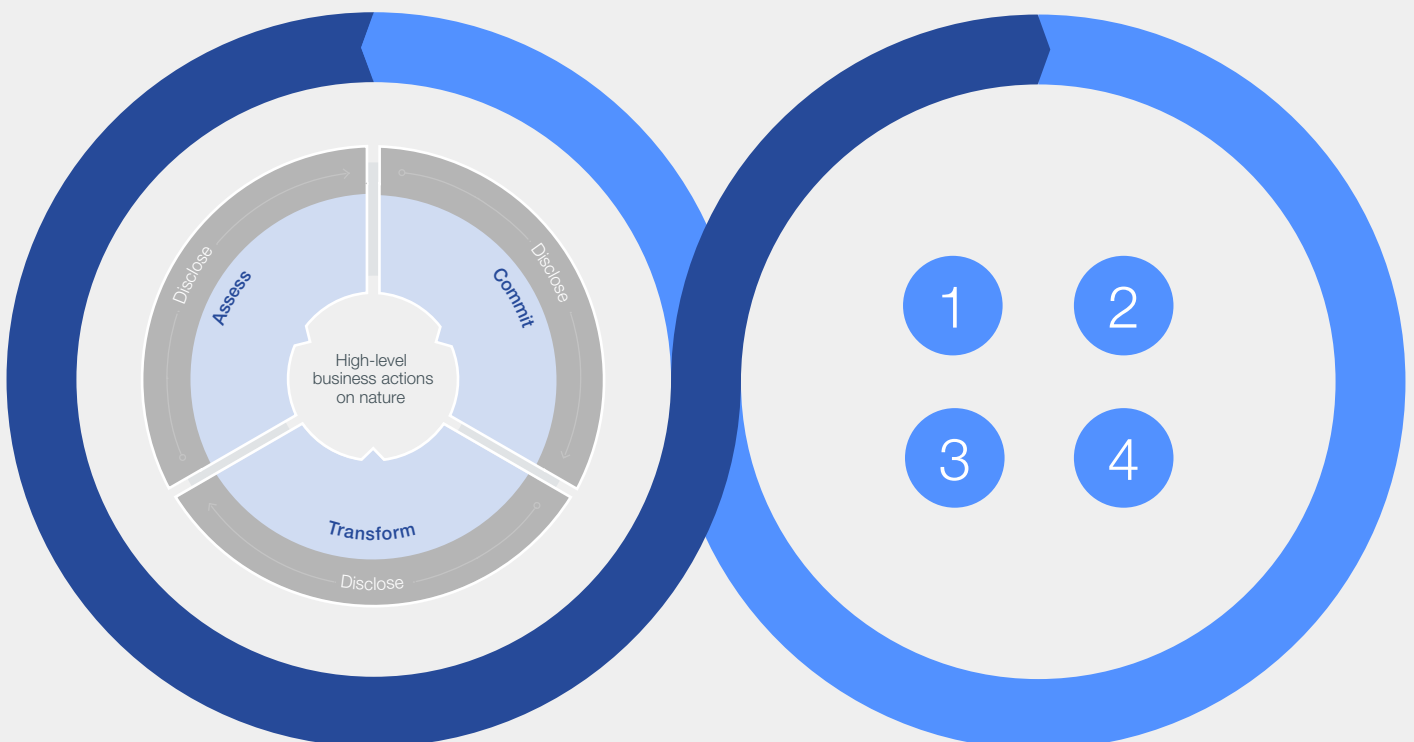 Disclose
Assess
Disclose
Commit
High-level
business actions
on nature
Transform
Disclose
1
2
3
4